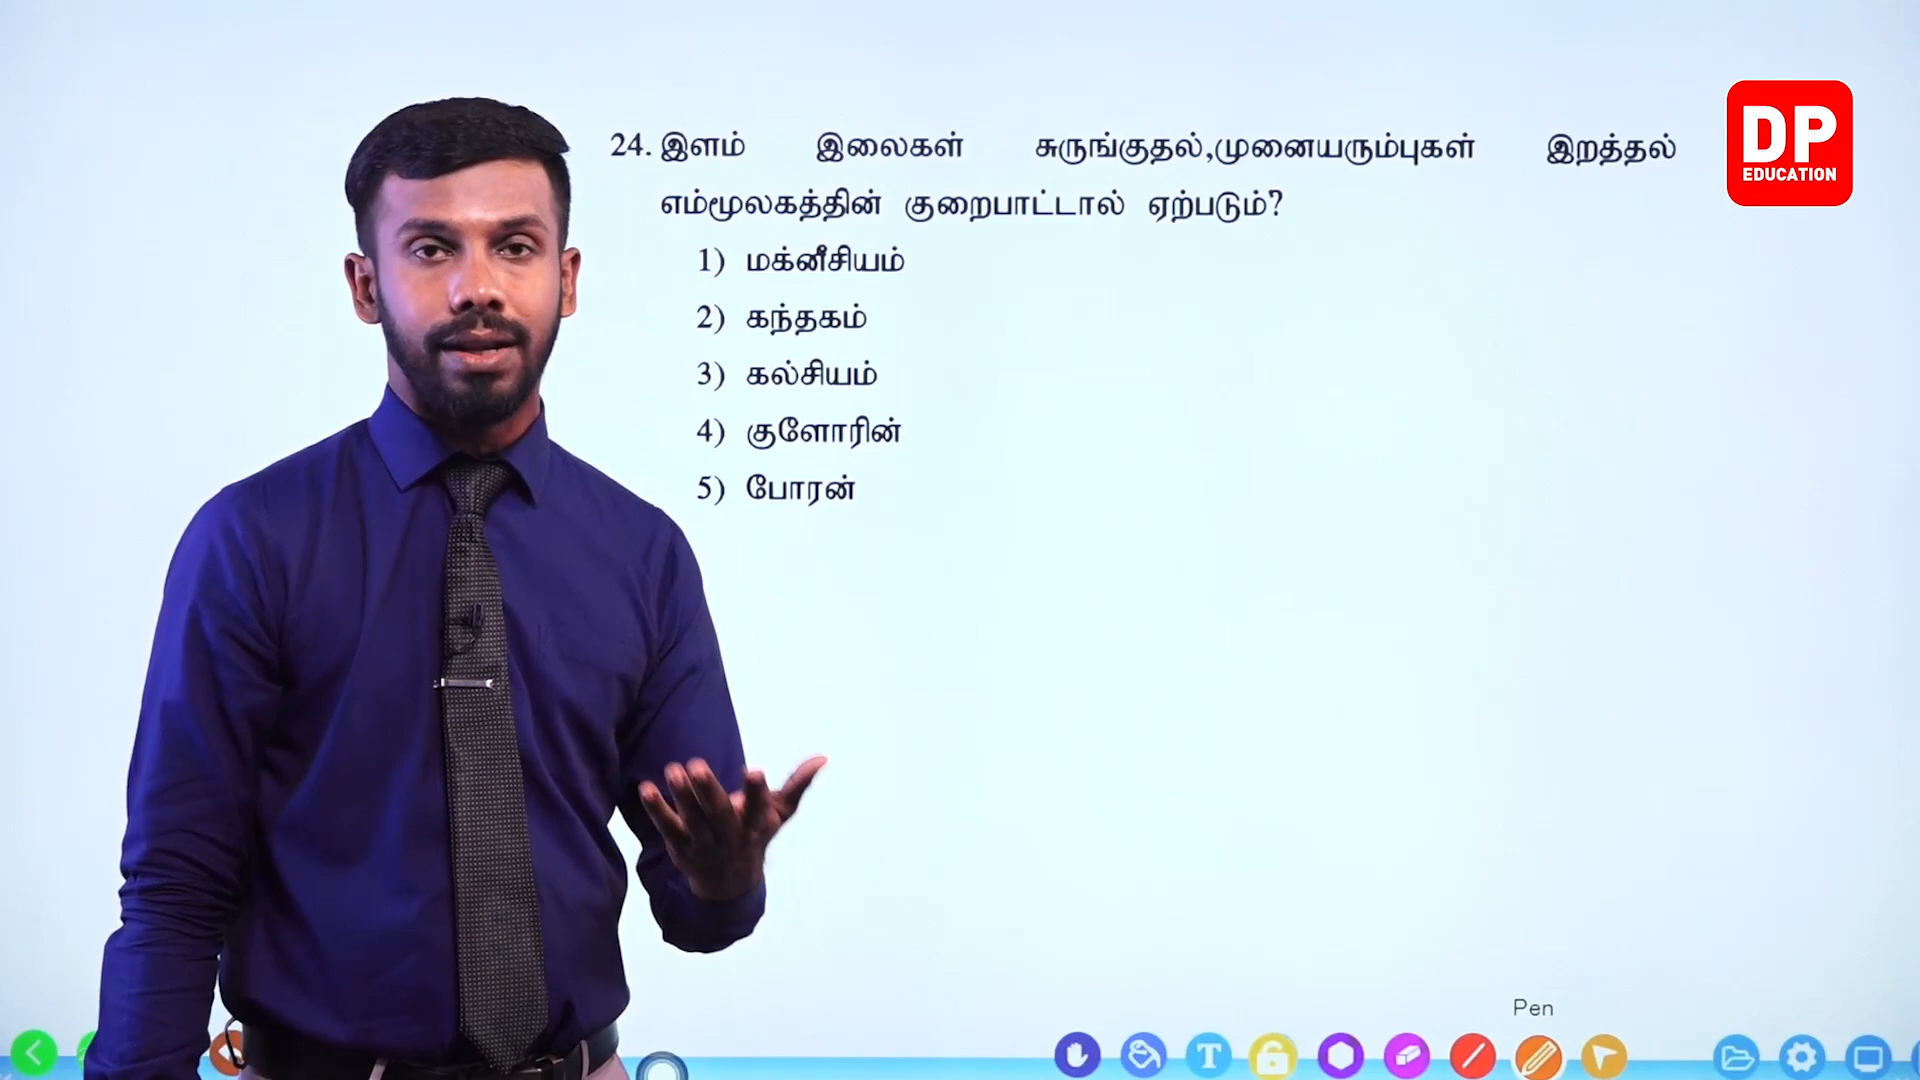 24. இளம் இலைகள் சுருங்குதல்,முனையரும்புகள் இறத்தல்
எம்மூலகத்தின் குறைபாட்டால் ஏற்படும்?
1) மக்னீசியம்
2) கந்தகம்
3) கல்சியம்
4) குளோரின்
5) போரன்
DP
EDUCATION
Pen
T